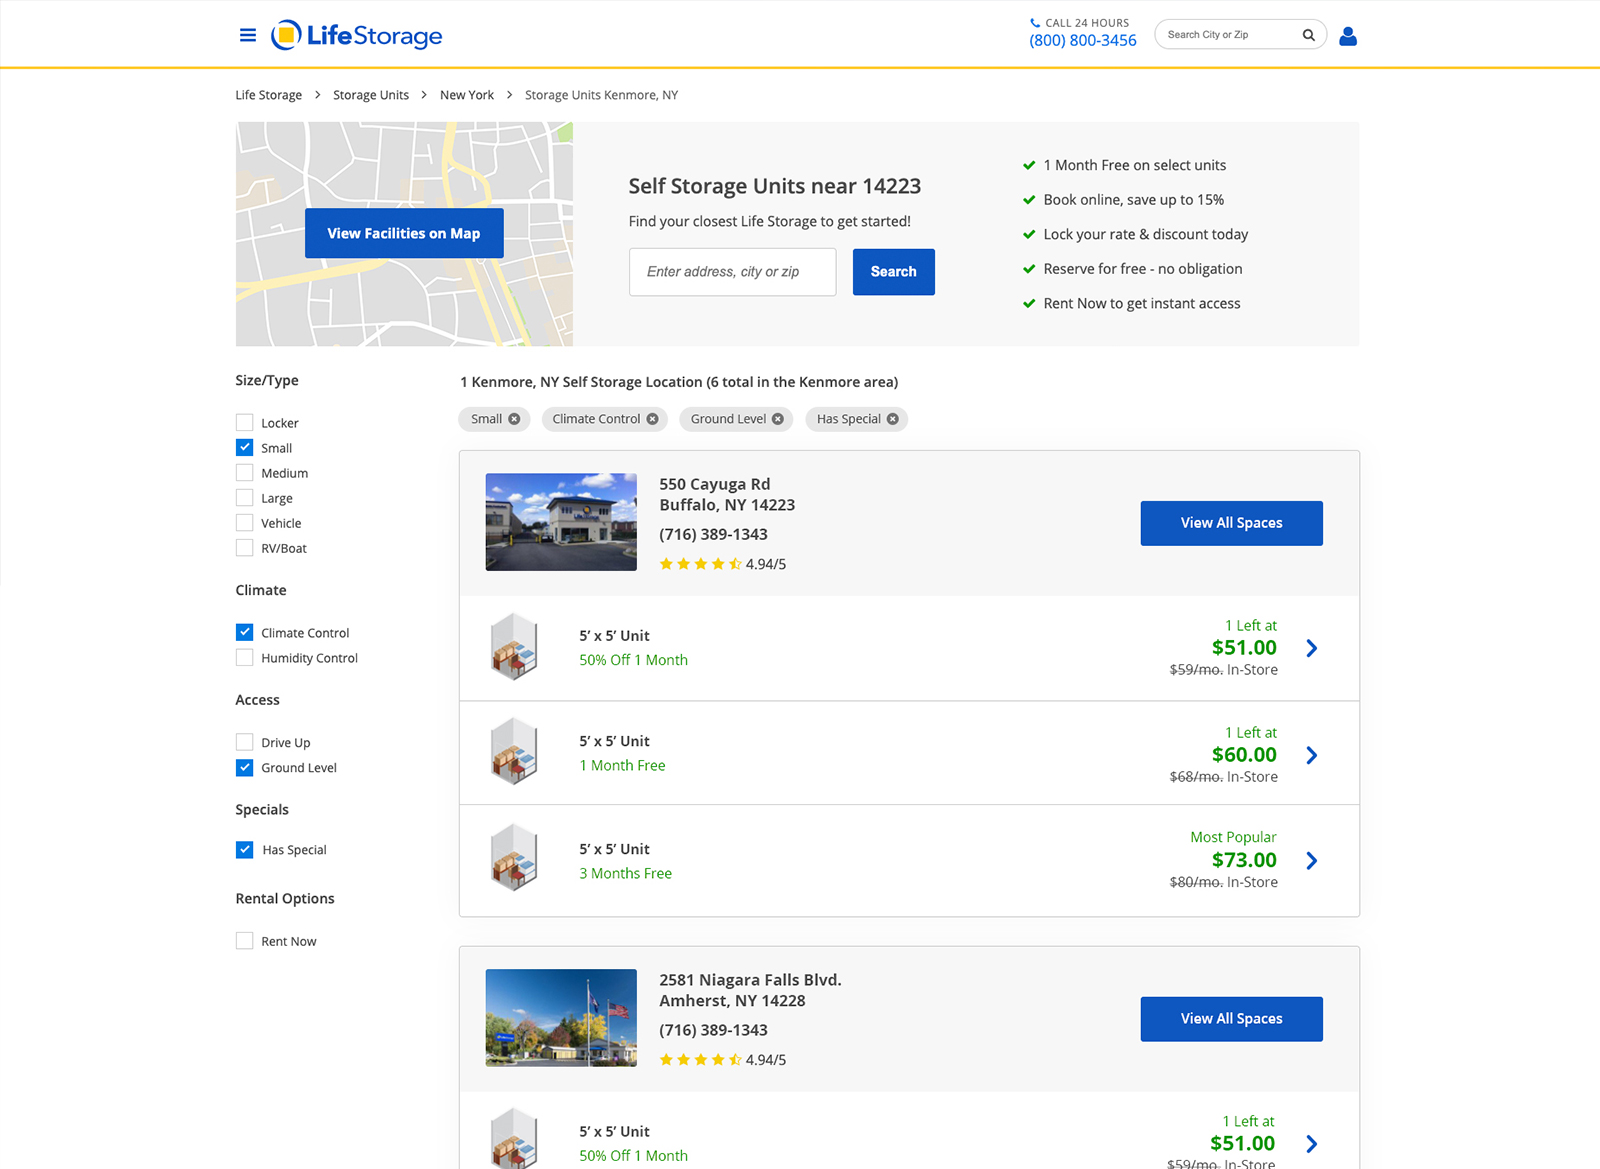 LifeStorage
CALL 24 HOURS
(800) 800-3456
Search City or Zip
Life Storage > Storage Units > New York > Storage Units Kenmore, NY
View Facilities on Map
Self Storage Units near 14223
Find your closest Life Storage to get started!
Enter address, city or zip
Search
1 Month Free on select units
Book online, save up to 15%
Lock your rate & discount today
Reserve for free - no obligation
Rent Now to get instant access
Size/Type
Locker
Small
Medium
Large
Vehicle
RV/Boat
Climate
Climate Control
Humidity Control
Access
Drive Up
Ground Level
Specials
Has Special
Rental Options
Rent Now
1 Kenmore, NY Self Storage Location (6 total in the Kenmore area)
Small
Climate Control
Ground Level
Has Special
550 Cayuga Rd
Buffalo, NY 14223
(716) 389-1343
4.94/5
View All Spaces
5’ x 5’ Unit
50% Off 1 Month
1 Left at
$51.00
$59/mo. In-Store
5’ x 5’ Unit
1 Month Free
1 Left at
$60.00
$68/mo. In-Store
5’ x 5’ Unit
3 Months Free
Most Popular
$73.00
$80/mo. In-Store
2581 Niagara Falls Blvd.
Amherst, NY 14228
(716) 389-1343
4.94/5
View All Spaces
5’ x 5’ Unit
50% Off 1 Month
1 Left at
$51.00
$59/mo. In-Store